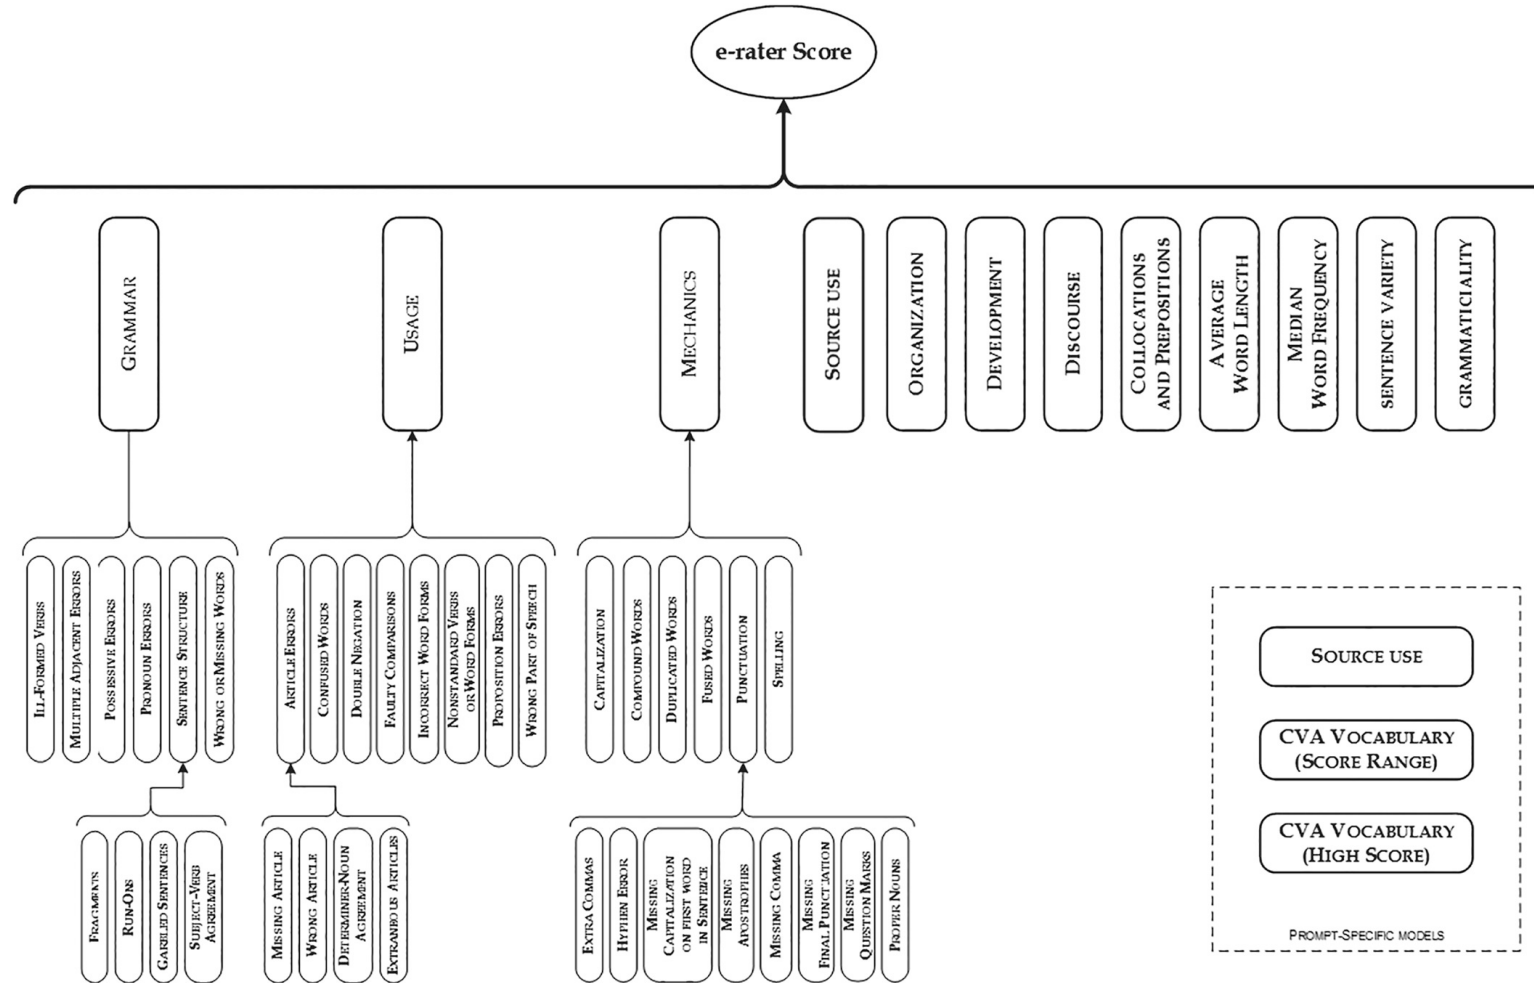 e-rater Score
GRAMMAR
USAGE
MECHANICS
SOURCE USE
ORGANIZATION
DEVELOPMENT
DISCOURSE
COLLOCATIONS
AND PREPOSITIONS
AVERAGE
WORD LENGTH
MEDIAN
WORD FREQUENCY
SENTENCE VARIETY
GRAMMATICIALITY
ILL-FORMED VERBS
MULTIPLE ADJACENT ERRORS
POSSESSIVE ERRORS
PRONOUN ERRORS
SENTENCE STRUCTURE
WRONG OR MISSING WORDS
ARTICLE ERRORS
CONFUSED WORDS
DOUBLE NEGATION
FAULTY COMPARISONS
INCORRECT WORD FORMS
NONSTANDARD VERBS
OR WORD FORMS
PROPOSITION ERRORS
WRONG PART OF SPEECH
CAPITALIZATION
COMPOUND WORDS
DUPLICATED WORDS
FUSED WORDS
PUNCTUATION
SPELLING
FRAGMENTS
RUN-ONS
GARBLED SENTENCES
SUBJECT-VERB
AGREEMENT
MISSING ARTICLE
WRONG ARTICLE
DETERMINER-NOUN
AGREEMENT
EXTRANEOUS ARTICLES
EXTRA COMMAS
HYPHEN ERROR
MISSING
CAPITALIZATION
ON FIRST WORD
IN SENTENCE
MISSING
APOSTROPHES
MISSING COMMA
MISSING
FINAL PUNCTUATION
MISSING
QUESTION MARKS
PROPER NOUNS
SOURCE USE
CVA VOCABULARY
(SCORE RANGE)
CVA VOCABULARY
(HIGH SCORE)
PROMPT-SPECIFIC MODELS